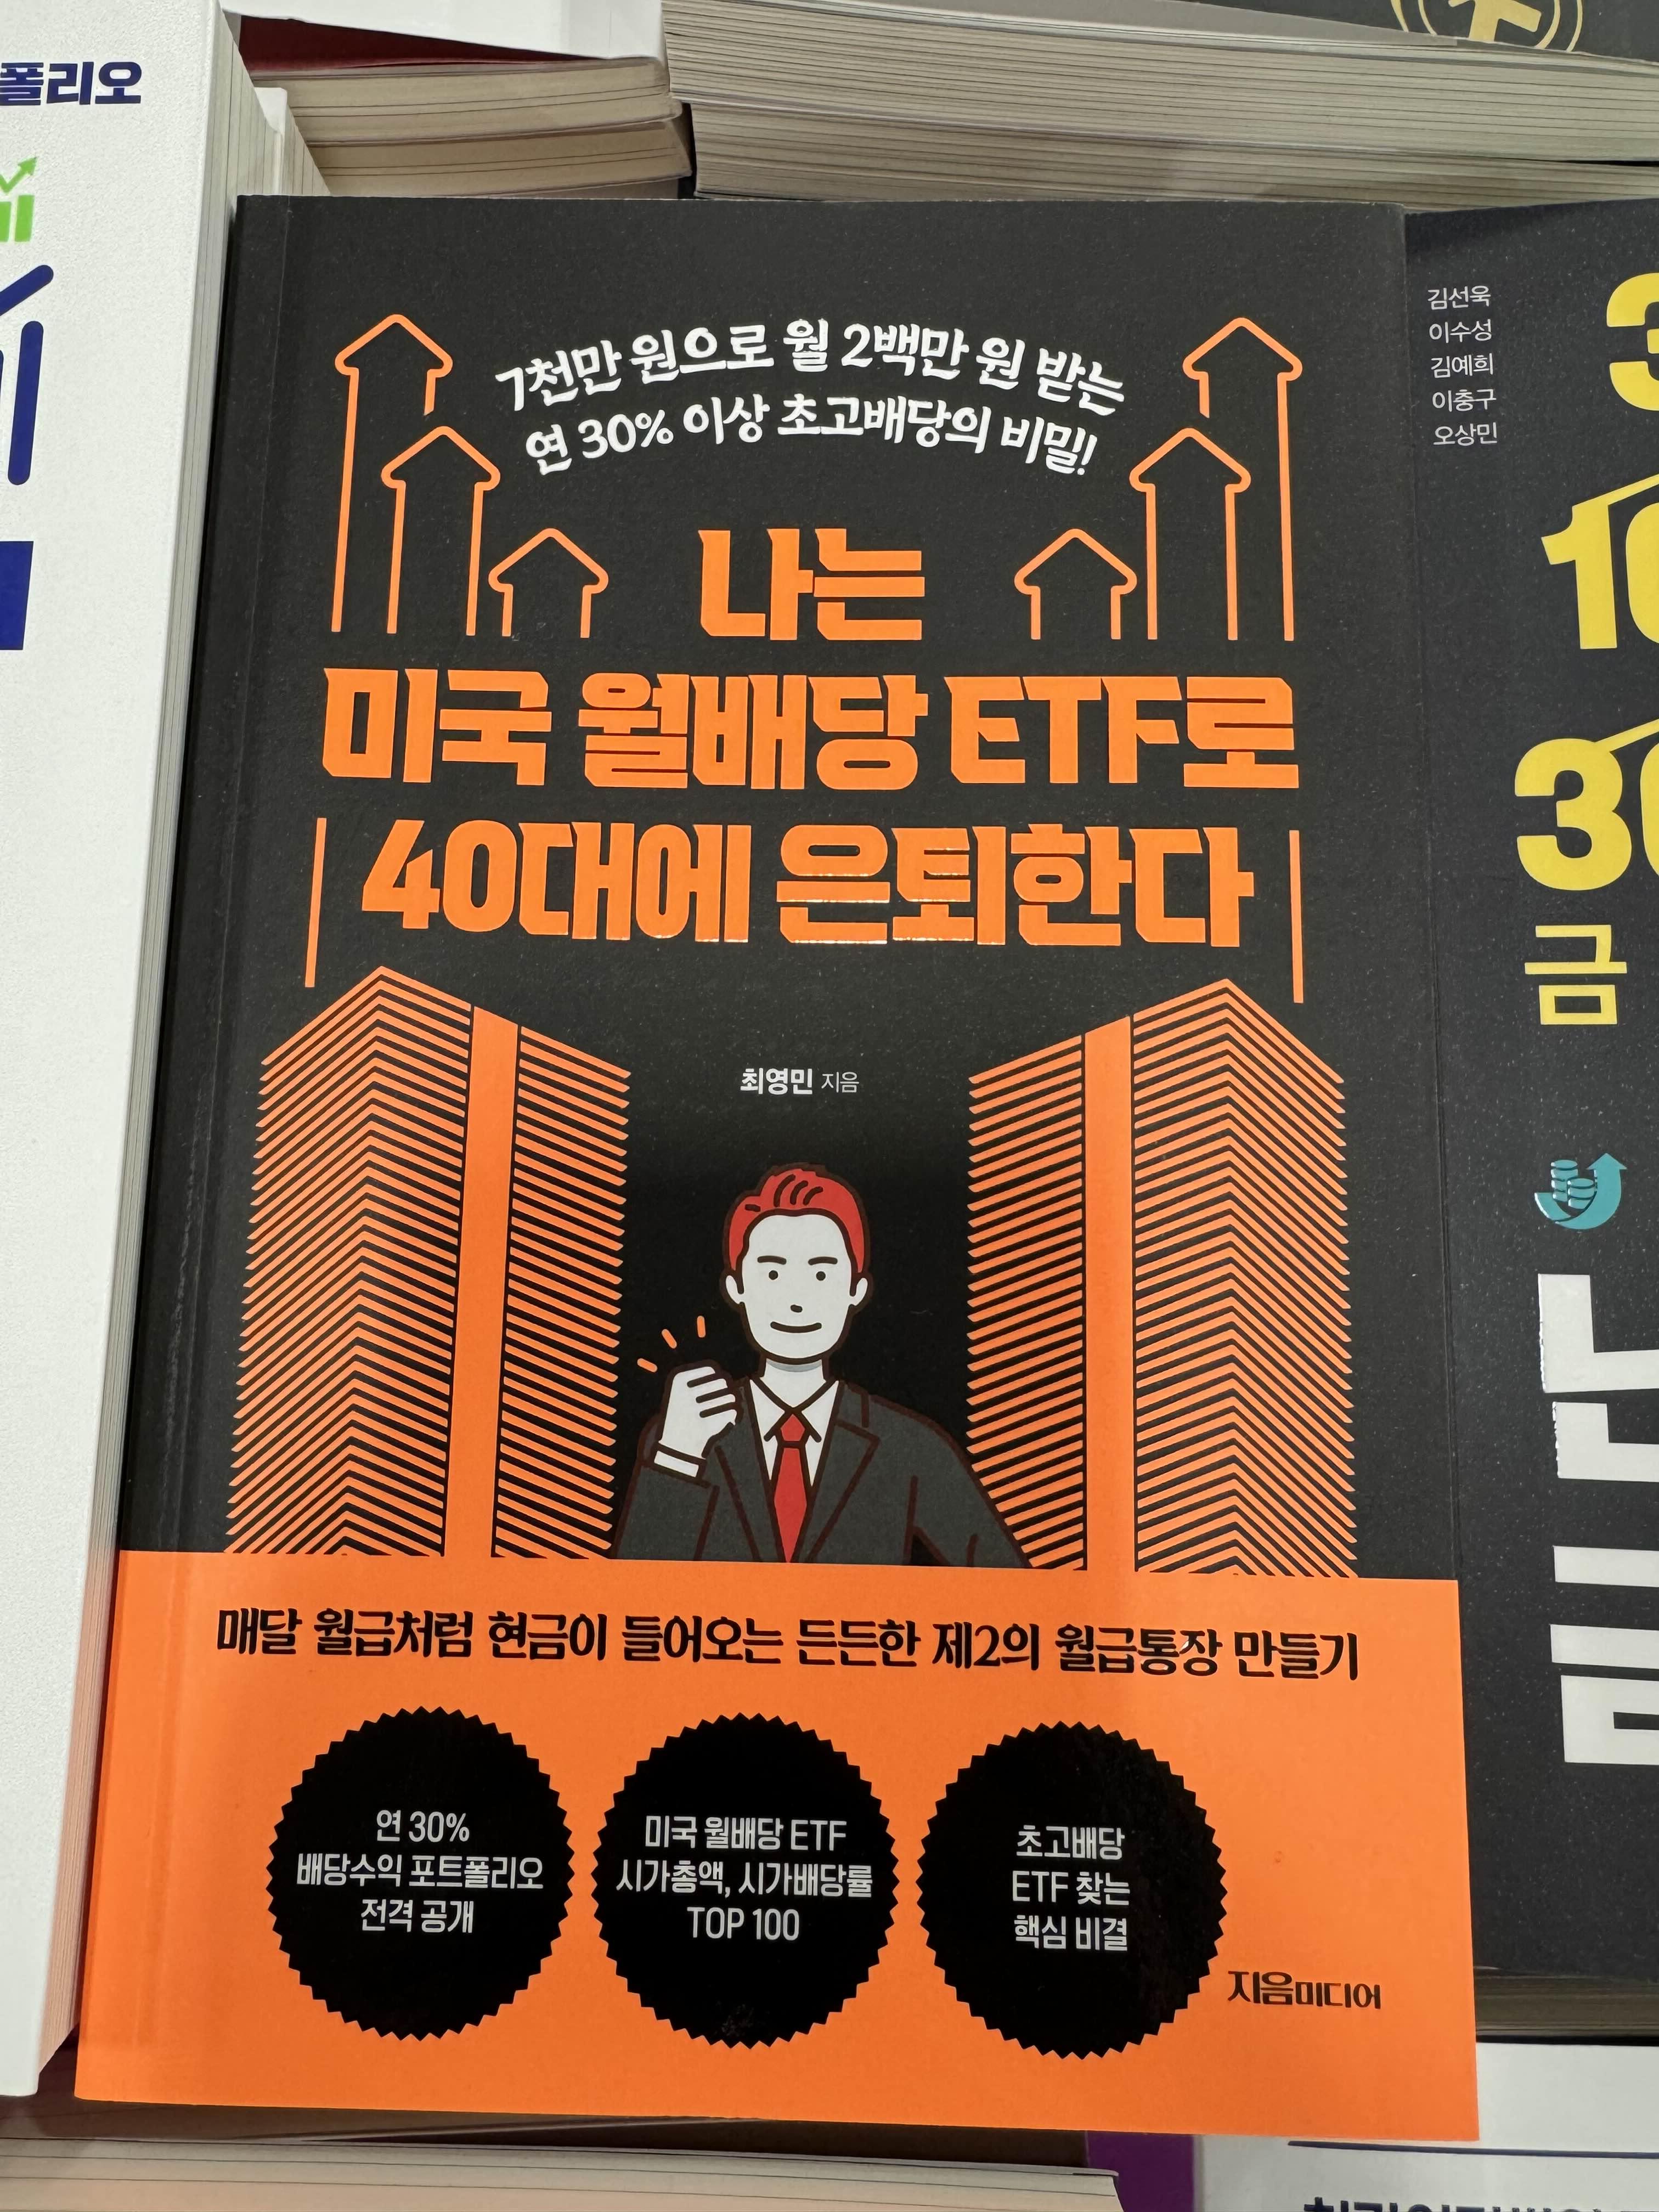 폴리오
7천만 원으로 월 2백만 원 받는
연 30% 이상 초고배당의 비밀!
나는
미국 월배당 ETF로
40대에 은퇴한다
최영민 지음
매달 월급처럼 현금이 들어오는 든든한 제2의 월급통장 만들기
연 30%
배당수익 포트폴리오
전격 공개
미국 월배당 ETF
시가총액, 시가배당률
TOP 100
초고배당
ETF 찾는
핵심 비결
지음미디어
김선욱
이수성
김예희
이충구
오상민
3
10
30
금